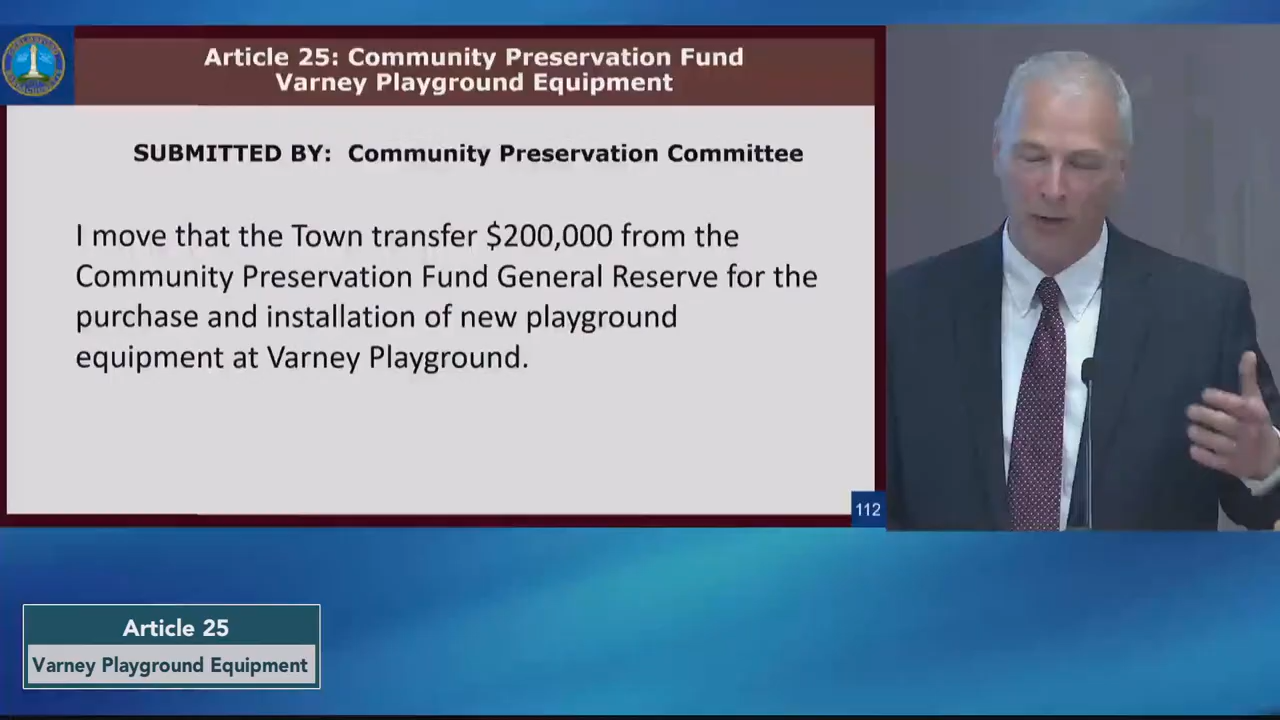 Article 25: Community Preservation Fund
Varney Playground Equipment
SUBMITTED BY: Community Preservation Committee
I move that the Town transfer $200,000 from the
Community Preservation Fund General Reserve for the
purchase and installation of new playground
equipment at Varney Playground.
112
Article 25
Varney Playground Equipment